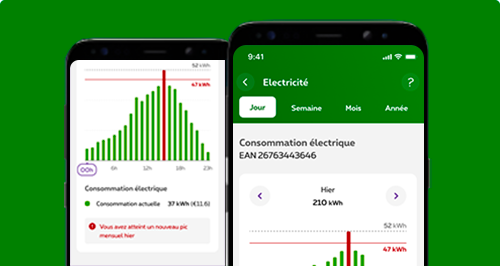 52 kWh
47 kWh
00h
6h
12h
18h
23h
Consommation électrique
Consommation actuelle 37 kWh (€11.6)
Vous avez atteint un nouveau pic
mensuel hier
9:41
Electricité
?
Jour Semaine Mois Année
Consommation électrique
EAN 26763443646
Hier
210 kWh
52 kWh
47 kWh